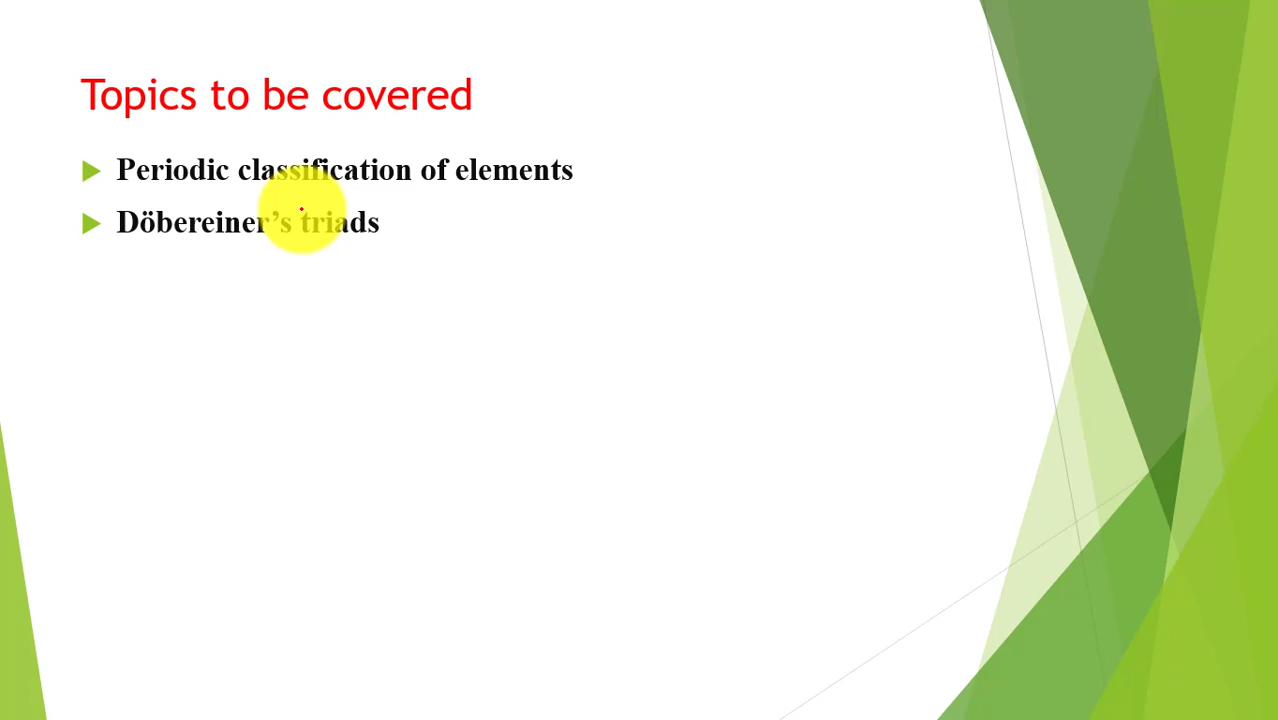 Topics to be covered
Periodic classification of elements
Döbereiner’s triads